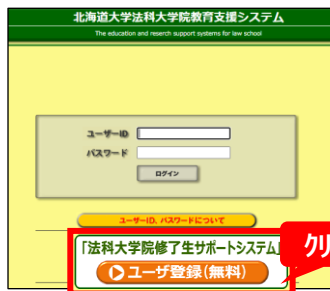 北海道大学法科大学院教育支援システム
The education and reserch support systems for law school
ユーザーID
パスワード
ログイン
ユーザーID、パスワードについて
「法科大学院修了生サポートシステム」
ユーザ登録(無料)
クリ